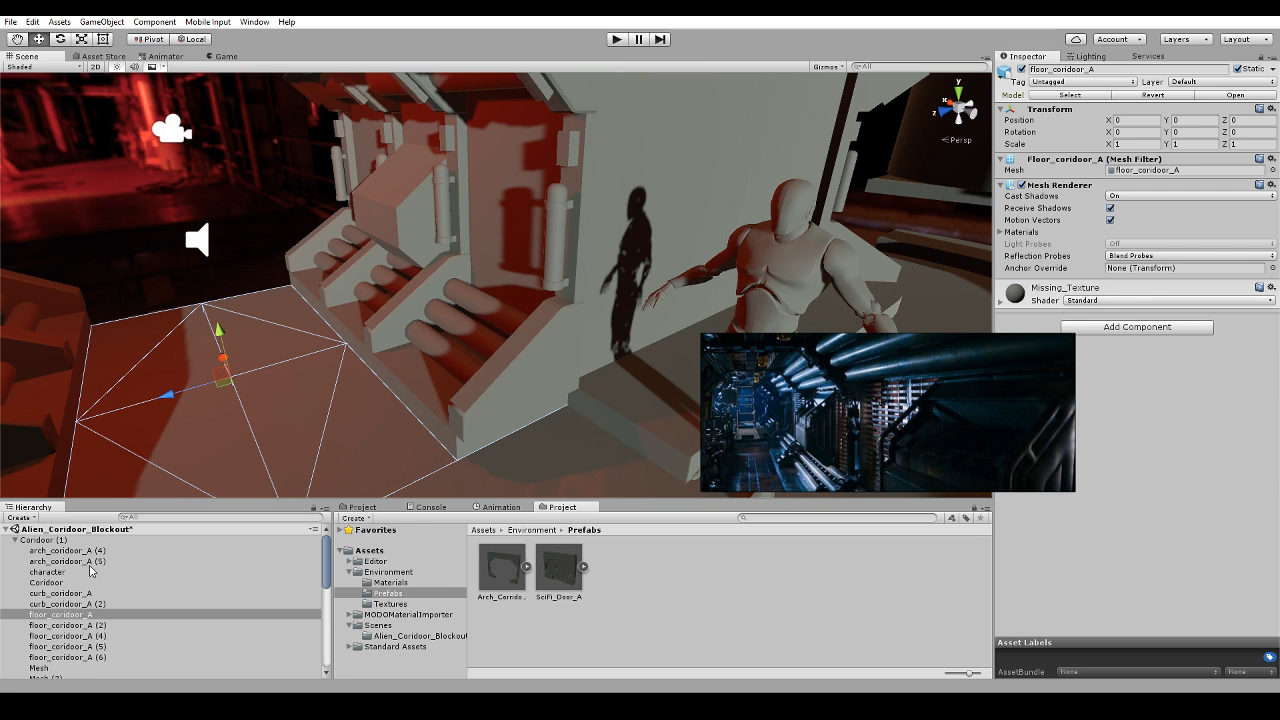 File Edit Assets GameObject Component Mobile Input Window Help
Pivot Local Account Layers Layout
Scene Asset Store Animator Game
Shaded 2D Gizmos All
y
x
z
Persp
Inspector Lighting Services
floor_coridoor_A Static
Tag Untagged Layer Default
Model Select Revert Open
Transform
Position X 0 Y 0 Z 0
Rotation X 0 Y 0 Z 0
Scale X 1 Y 1 Z 1
Floor_coridoor_A (Mesh Filter)
Mesh floor_coridoor_A
Mesh Renderer
Cast Shadows On
Receive Shadows
Motion Vectors
Materials
Light Probes Off
Reflection Probes Blend Probes
Anchor Override None (Transform)
Missing_Texture
Shader Standard
Add Component
Asset Labels
AssetBundle None None
Hierarchy
Create All
Alien_Coridoor_Blockout*
Coridoor (1)
arch_coridoor_A (4)
arch_coridoor_A (5)
character
Coridoor
curb_coridoor_A
curb_coridoor_A (2)
floor_coridoor_A
floor_coridoor_A (2)
floor_coridoor_A (4)
floor_coridoor_A (5)
floor_coridoor_A (6)
Mesh
Mesh (2)
Project Console Animation Project
Create
Favorites
Assets
Editor
Environment
Materials
Prefabs
Textures
MODOMaterialImporter
Scenes
Alien_Coridoor_Blockout
Standard Assets
Assets Environment Prefabs
Arch_Corrido... SciFi_Door_A